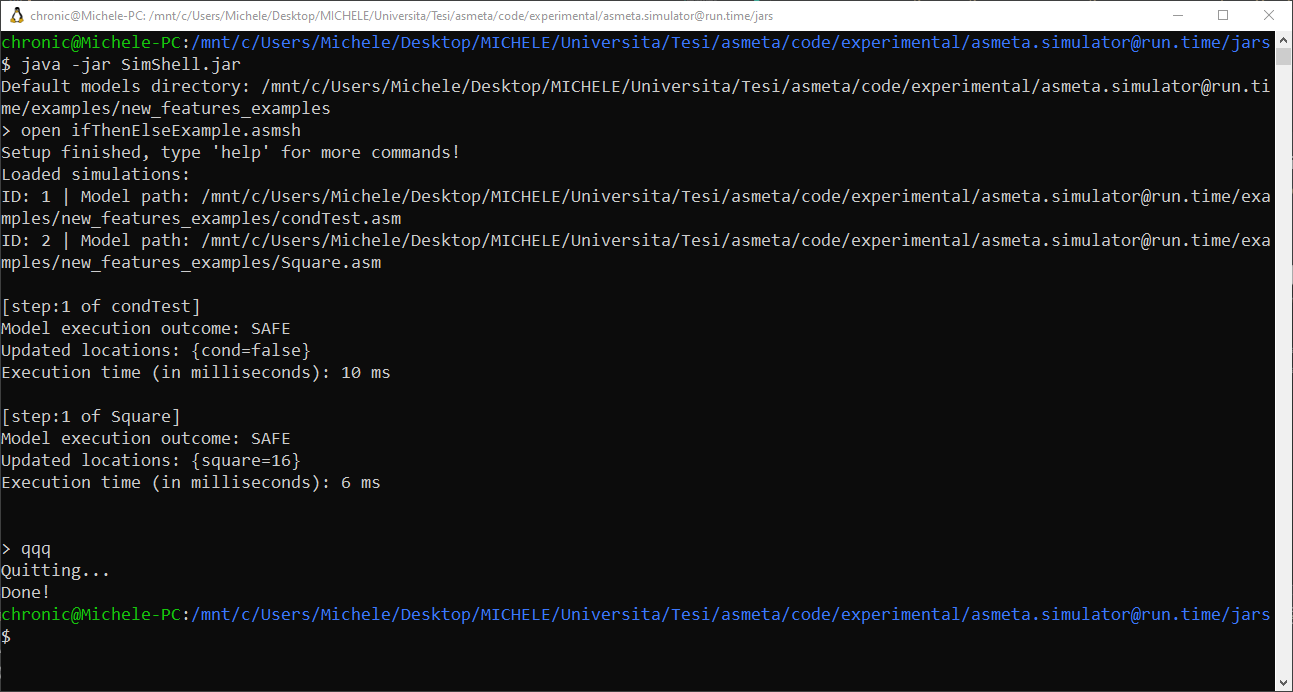 chronic@Michele-PC: /mnt/c/Users/Michele/Desktop/MICHELE/Universita/Tesi/asmeta/code/experimental/asmeta.simulator@run.time/jars
chronic@Michele-PC:/mnt/c/Users/Michele/Desktop/MICHELE/Universita/Tesi/asmeta/code/experimental/asmeta.simulator@run.time/jars
$ java -jar SimShell.jar
Default models directory: /mnt/c/Users/Michele/Desktop/MICHELE/Universita/Tesi/asmeta/code/experimental/asmeta.simulator@run.ti
me/examples/new_features_examples
> open ifThenElseExample.asmsh
Setup finished, type 'help' for more commands!
Loaded simulations:
ID: 1 | Model path: /mnt/c/Users/Michele/Desktop/MICHELE/Universita/Tesi/asmeta/code/experimental/asmeta.simulator@run.time/exa
mples/new_features_examples/condTest.asm
ID: 2 | Model path: /mnt/c/Users/Michele/Desktop/MICHELE/Universita/Tesi/asmeta/code/experimental/asmeta.simulator@run.time/exa
mples/new_features_examples/Square.asm
[step:1 of condTest]
Model execution outcome: SAFE
Updated locations: {cond=false}
Execution time (in milliseconds): 10 ms
[step:1 of Square]
Model execution outcome: SAFE
Updated locations: {square=16}
Execution time (in milliseconds): 6 ms
> qqq
Quitting...
Done!
chronic@Michele-PC:/mnt/c/Users/Michele/Desktop/MICHELE/Universita/Tesi/asmeta/code/experimental/asmeta.simulator@run.time/jars
$